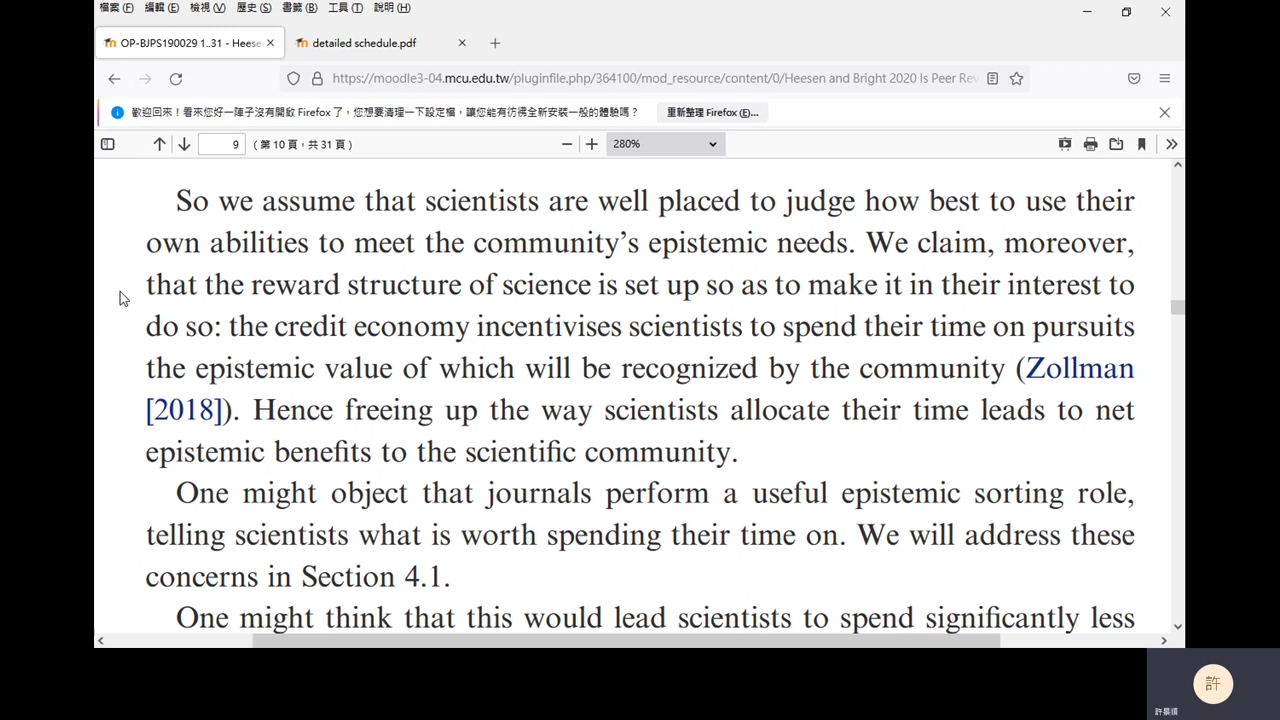 檔案(F) 編輯(E) 檢視(V) 歷史(S) 書籤(B) 工具(T) 說明(H)
OP-BJPS190029 1..31 - Heese
detailed schedule.pdf
https://moodle3-04.mcu.edu.tw/pluginfile.php/364100/mod_resource/content/0/Heesen and Bright 2020 Is Peer Rev
歡迎回來！看來您好一陣子沒有開啟 Firefox 了，您想要清理一下設定檔，讓您能有彷彿全新安裝一般的體驗嗎？ 重新整理 Firefox (E)...
9 (第 10 頁，共 31 頁) 280%
So we assume that scientists are well placed to judge how best to use their
own abilities to meet the community's epistemic needs. We claim, moreover,
that the reward structure of science is set up so as to make it in their interest to
do so: the credit economy incentivises scientists to spend their time on pursuits
the epistemic value of which will be recognized by the community (Zollman
[2018]). Hence freeing up the way scientists allocate their time leads to net
epistemic benefits to the scientific community.
One might object that journals perform a useful epistemic sorting role,
telling scientists what is worth spending their time on. We will address these
concerns in Section 4.1.
One might think that this would lead scientists to spend significantly less
許